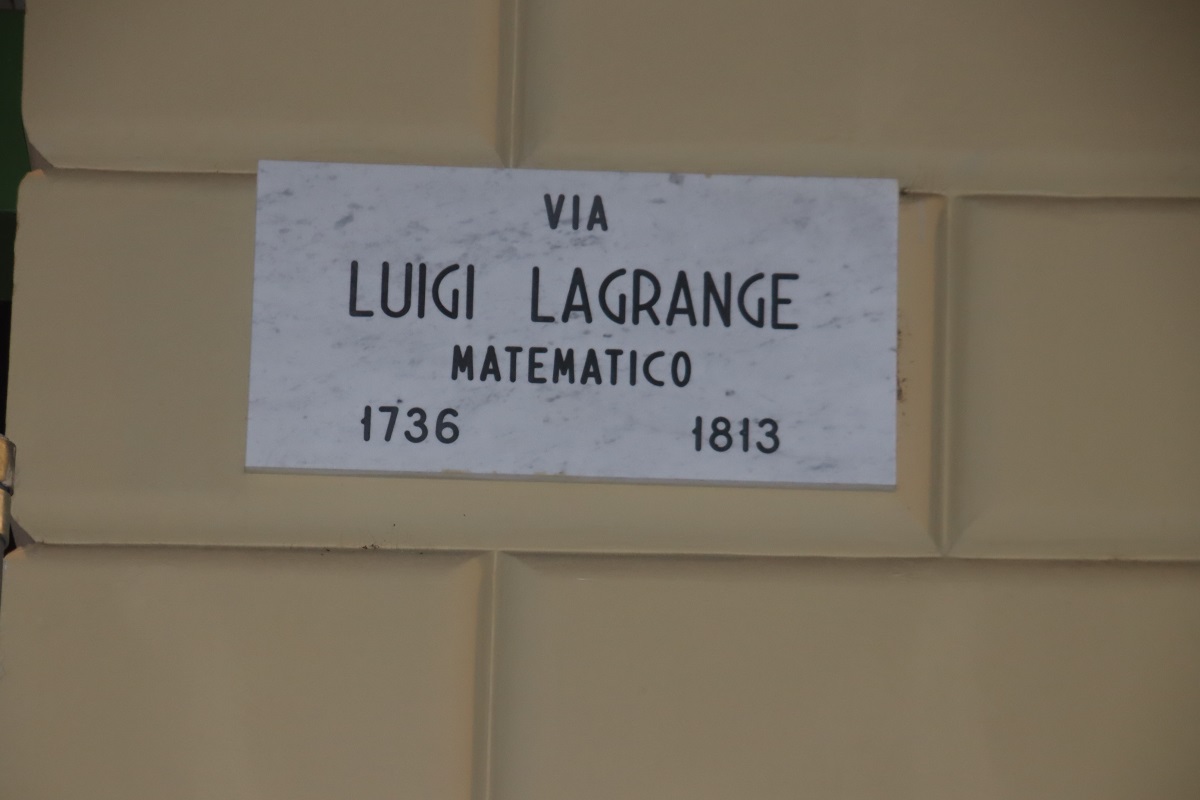 VIA
LUIGI LAGRANGE
MATEMATICO
1736 1813